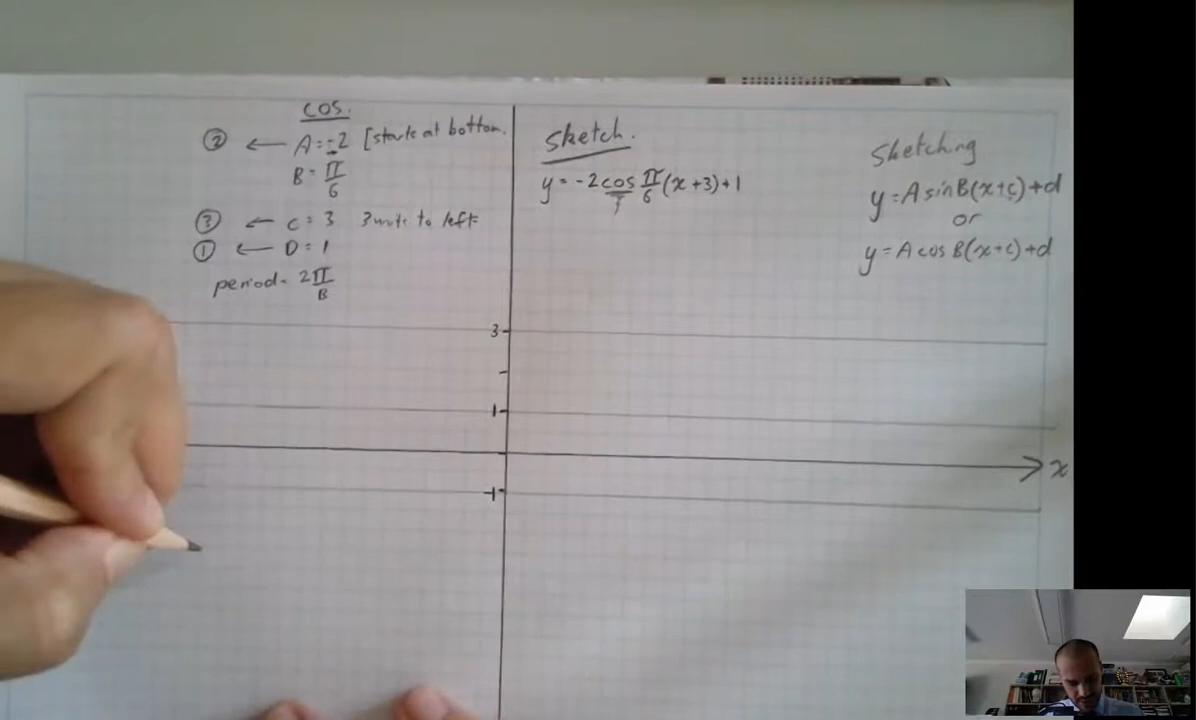 cos.
② ← A = -2 [starts at bottom.
B = π/6
③ ← c = 3 3 units to left
① ← D = 1
period = 2π/B
Sketch.
y = -2cos π/6 (x+3)+1
Sketching
y = A sin B(x+c)+d
or
y = A cos B(x+c)+d
3
1
-1
x